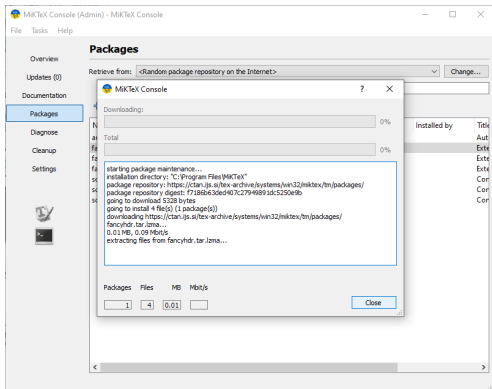 MiKTeX Console (Admin) - MiKTeX Console
File Tasks Help
Overview
Updates (0)
Documentation
Packages
Diagnose
Cleanup
Settings
Packages
Retrieve from: <Random package repository on the Internet>
Change...
MiKTeX Console
Downloading:
0%
Total
0%
starting package maintenance...
installation directory: "C:\Program Files\MiKTeX"
package repository: https://ctan.ijs.si/tex-archive/systems/win32/miktex/tm/packages/
package repository digest: f7186b63ded407c27949891dc5250e9b
going to download 5328 bytes
going to install 4 file(s) (1 package(s))
downloading https://ctan.ijs.si/tex-archive/systems/win32/miktex/tm/packages/
fancyhdr.tar.lzma...
0.01 MB, 0.09 Mbit/s
extracting files from fancyhdr.tar.lzma...
Packages Files MB Mbit/s
1 4 0.01
Close
Installed by Title
Aut
Exte
Exte
Exte
Con
Con
Con